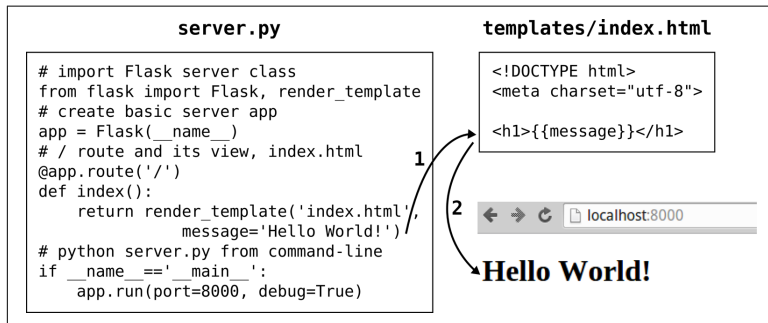 server.py
# import Flask server class
from flask import Flask, render_template
# create basic server app
app = Flask(__name__)
# / route and its view, index.html
@app.route('/')
def index():
    return render_template('index.html',
                  message='Hello World!')
# python server.py from command-line
if __name__=='__main__':
    app.run(port=8000, debug=True)
1
templates/index.html
<!DOCTYPE html>
<meta charset="utf-8">
<h1>{{message}}</h1>
2
localhost:8000
Hello World!